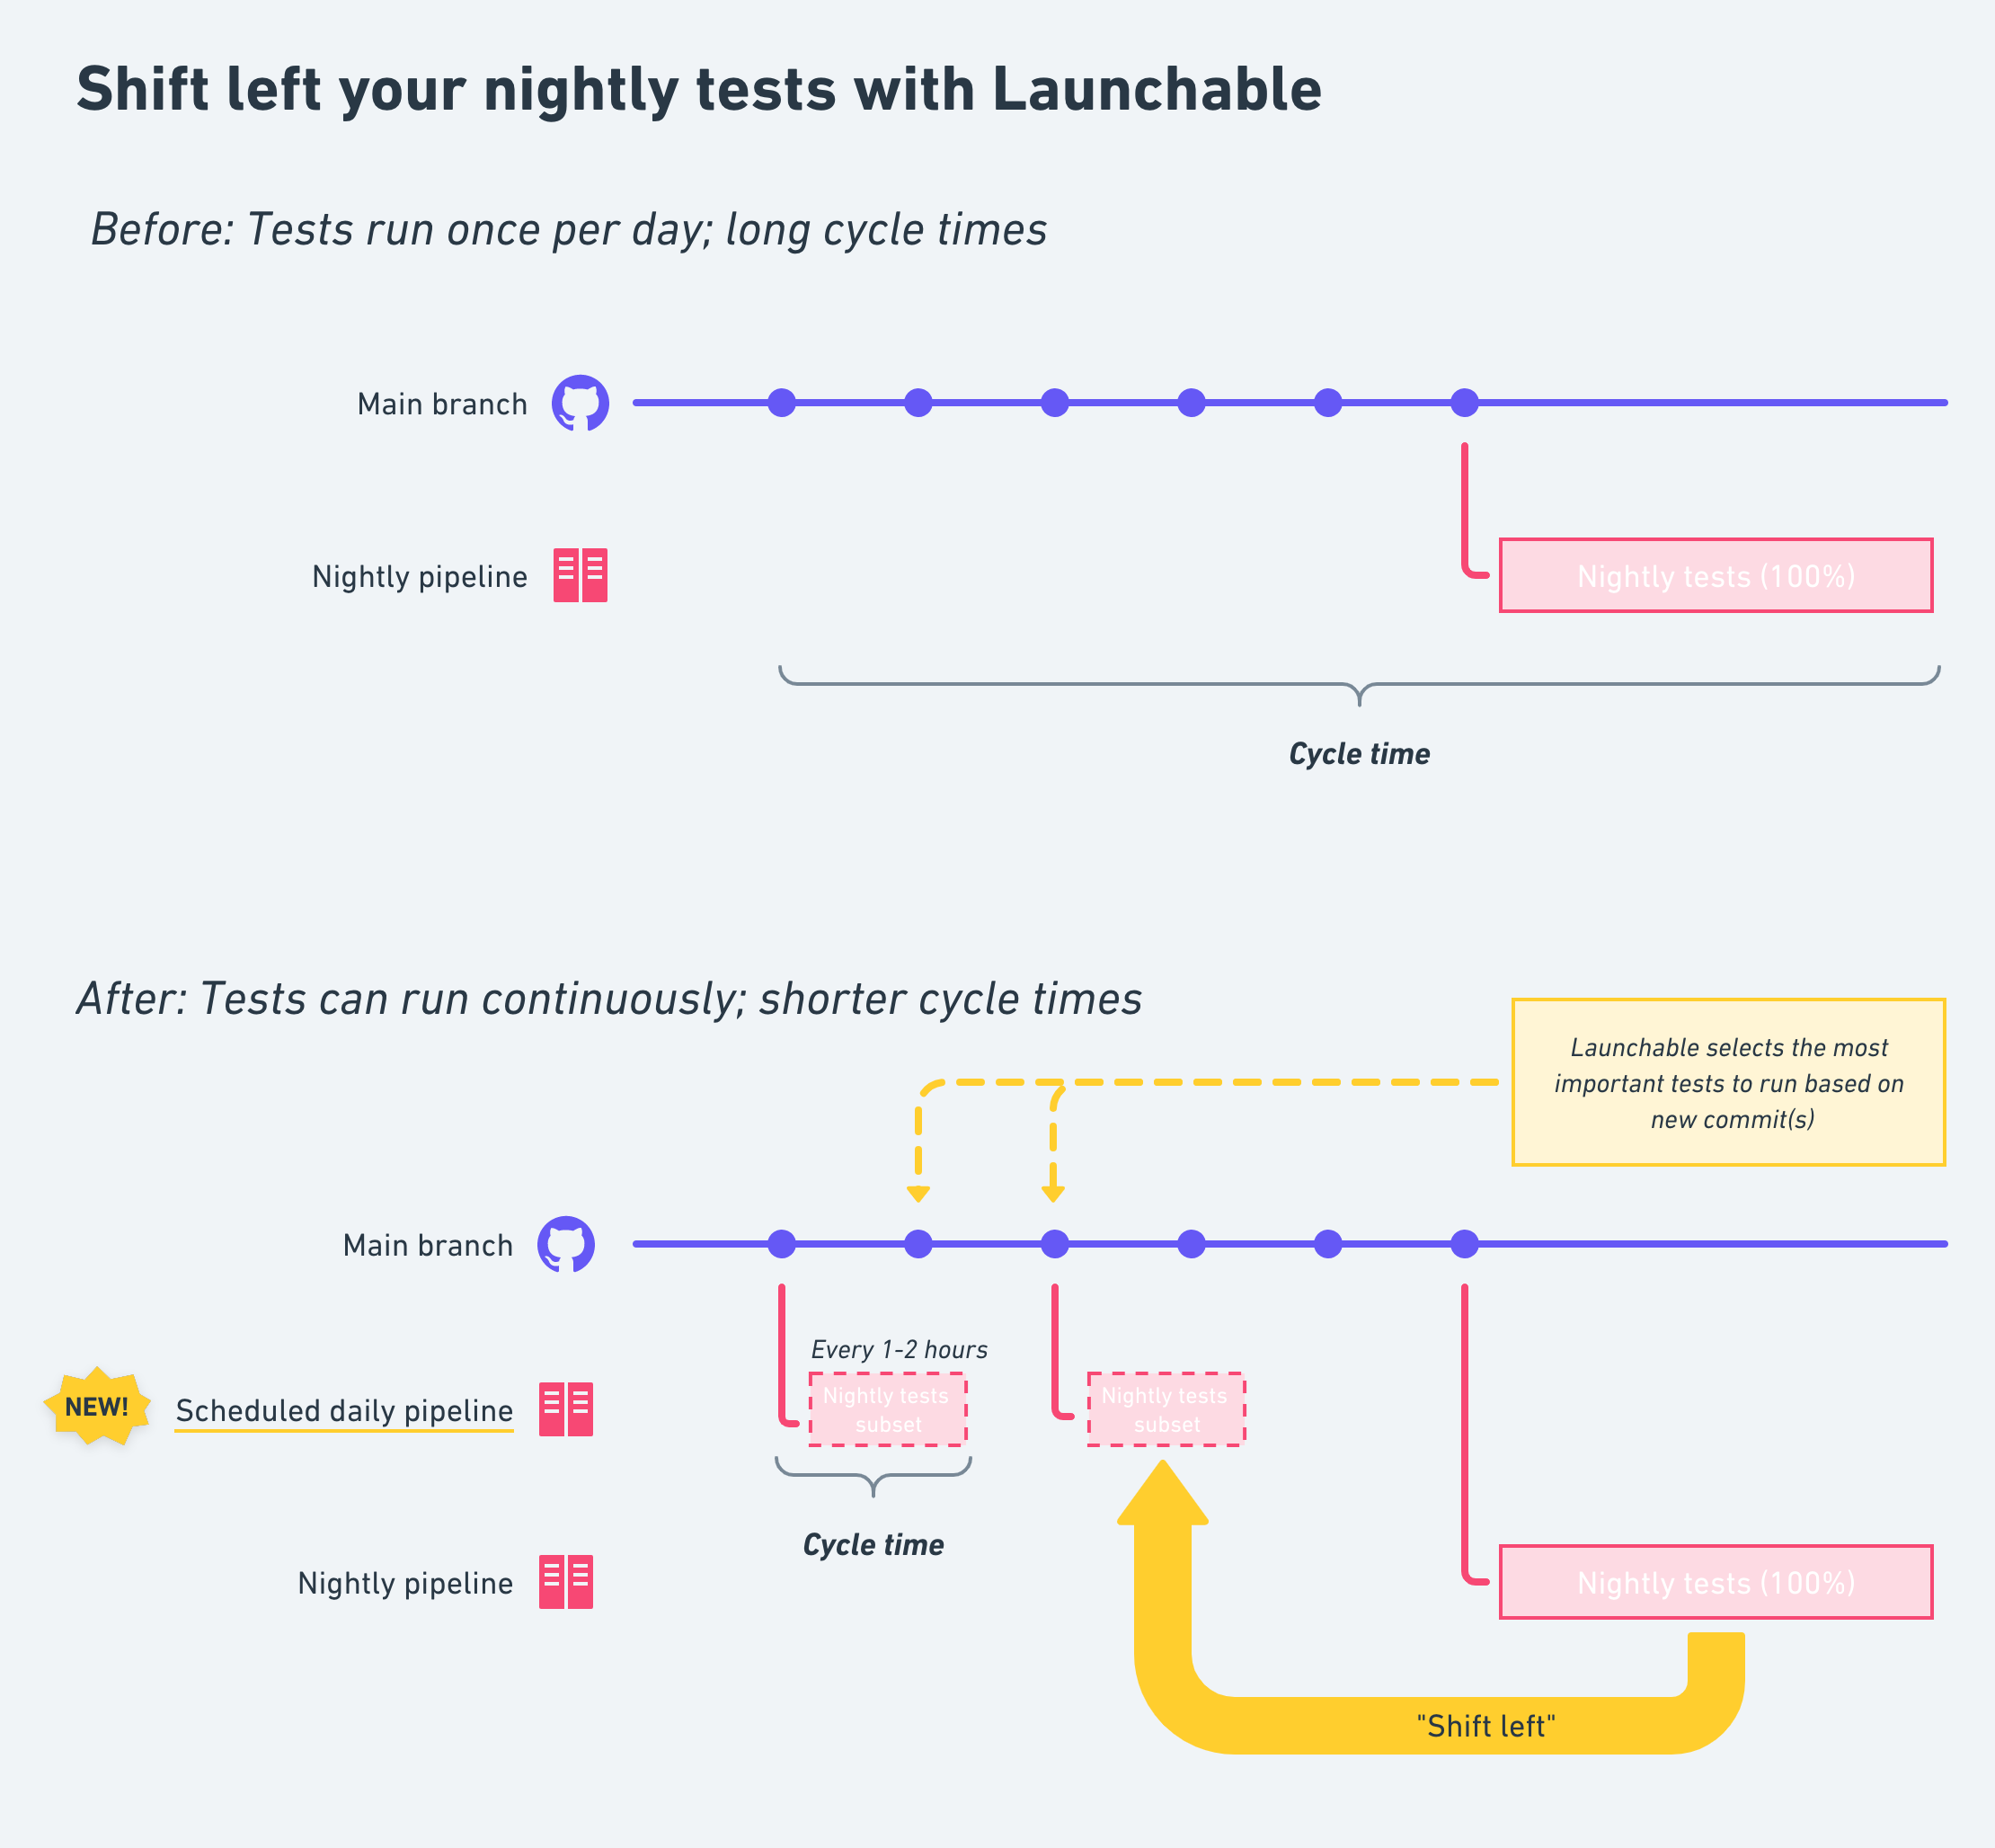 Shift left your nightly tests with Launchable
Before: Tests run once per day; long cycle times
Main branch
Nightly pipeline
Nightly tests (100%)
Cycle time
After: Tests can run continuously; shorter cycle times
Launchable selects the most
important tests to run based on
new commit(s)
Main branch
Every 1-2 hours
NEW!
Scheduled daily pipeline
Nightly tests
subset
Nightly tests
subset
Cycle time
Nightly pipeline
Nightly tests (100%)
"Shift left"